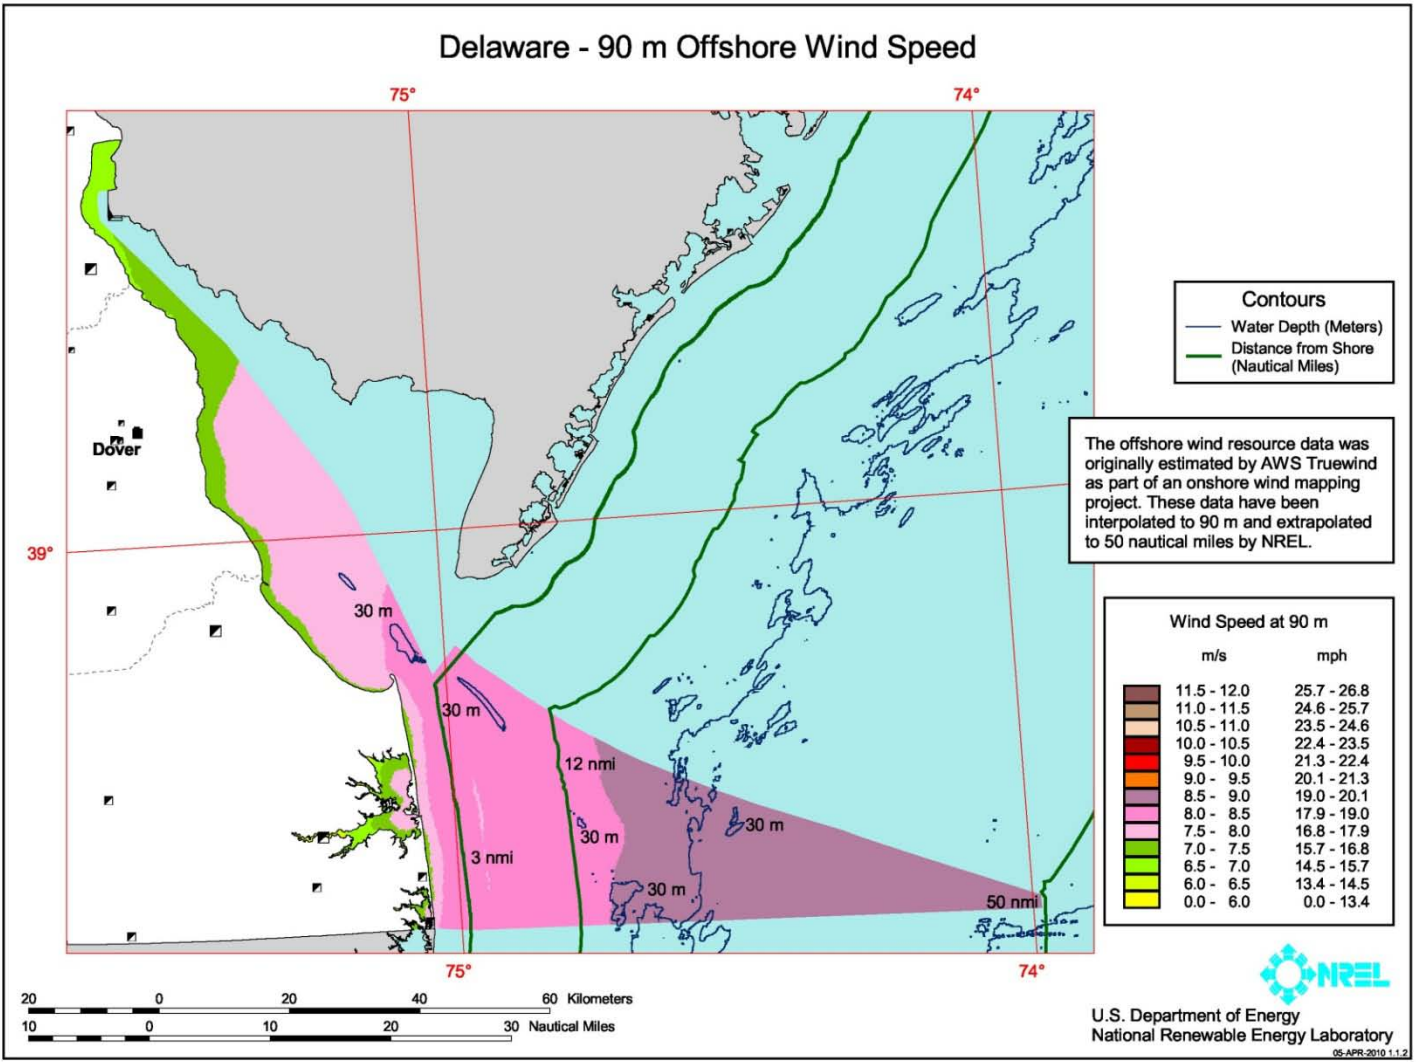 Delaware - 90 m Offshore Wind Speed
75°
74°
Contours
Water Depth (Meters)
Distance from Shore
(Nautical Miles)
Dover
The offshore wind resource data was
originally estimated by AWS Truewind
as part of an onshore wind mapping
project. These data have been
interpolated to 90 m and extrapolated
to 50 nautical miles by NREL.
39°
30 m
30 m
12 nmi
30 m
30 m
3 nmi
30 m
50 nmi
Wind Speed at 90 m
m/s mph
11.5 - 12.0 25.7 - 26.8
11.0 - 11.5 24.6 - 25.7
10.5 - 11.0 23.5 - 24.6
10.0 - 10.5 22.4 - 23.5
9.5 - 10.0 21.3 - 22.4
9.0 - 9.5 20.1 - 21.3
8.5 - 9.0 19.0 - 20.1
8.0 - 8.5 17.9 - 19.0
7.5 - 8.0 16.8 - 17.9
7.0 - 7.5 15.7 - 16.8
6.5 - 7.0 14.5 - 15.7
6.0 - 6.5 13.4 - 14.5
0.0 - 6.0 0.0 - 13.4
75°
74°
20 0 20 40 60 Kilometers
10 0 10 20 30 Nautical Miles
NREL
U.S. Department of Energy
National Renewable Energy Laboratory
05-APR-2010 1.1.2